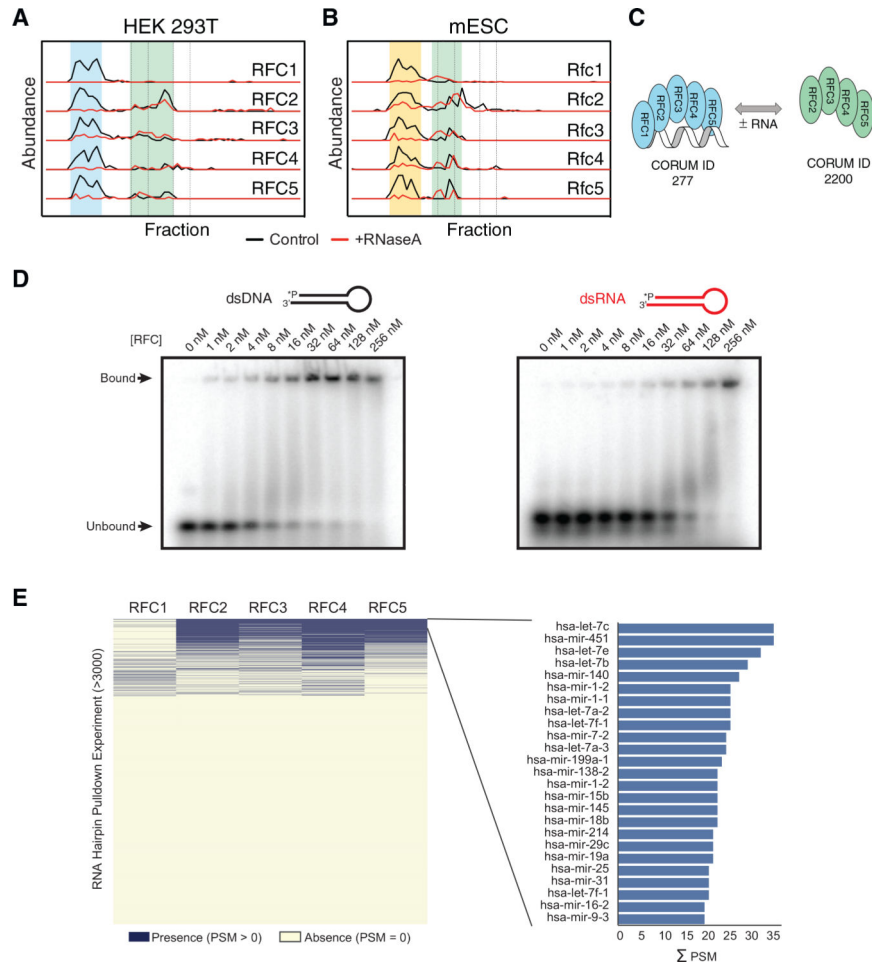 A
HEK 293T
Abundance
RFC1
RFC2
RFC3
RFC4
RFC5
Fraction
B
mESC
Abundance
Rfc1
Rfc2
Rfc3
Rfc4
Rfc5
Fraction
Control
+RNaseA
C
RFC1
RFC2
RFC3
RFC4
RFC5
± RNA
RFC2
RFC3
RFC4
RFC5
CORUM ID
277
CORUM ID
2200
D
dsDNA
*P
3'
[RFC]
0 nM
1 nM
2 nM
4 nM
8 nM
16 nM
32 nM
64 nM
128 nM
256 nM
Bound
Unbound
dsRNA
*P
3'
0 nM
1 nM
2 nM
4 nM
8 nM
16 nM
32 nM
64 nM
128 nM
256 nM
E
RFC1 RFC2 RFC3 RFC4 RFC5
RNA Hairpin Pulldown Experiment (>3000)
Presence (PSM > 0)
Absence (PSM = 0)
hsa-let-7c
hsa-mir-451
hsa-let-7e
hsa-let-7b
hsa-mir-140
hsa-mir-1-2
hsa-mir-1-1
hsa-let-7a-2
hsa-let-7f-1
hsa-mir-7-2
hsa-let-7a-3
hsa-mir-199a-1
hsa-mir-138-2
hsa-mir-1-2
hsa-mir-15b
hsa-mir-145
hsa-mir-18b
hsa-mir-214
hsa-mir-29c
hsa-mir-19a
hsa-mir-25
hsa-mir-31
hsa-let-7f-1
hsa-mir-16-2
hsa-mir-9-3
0 5 10 15 20 25 30 35
∑ PSM